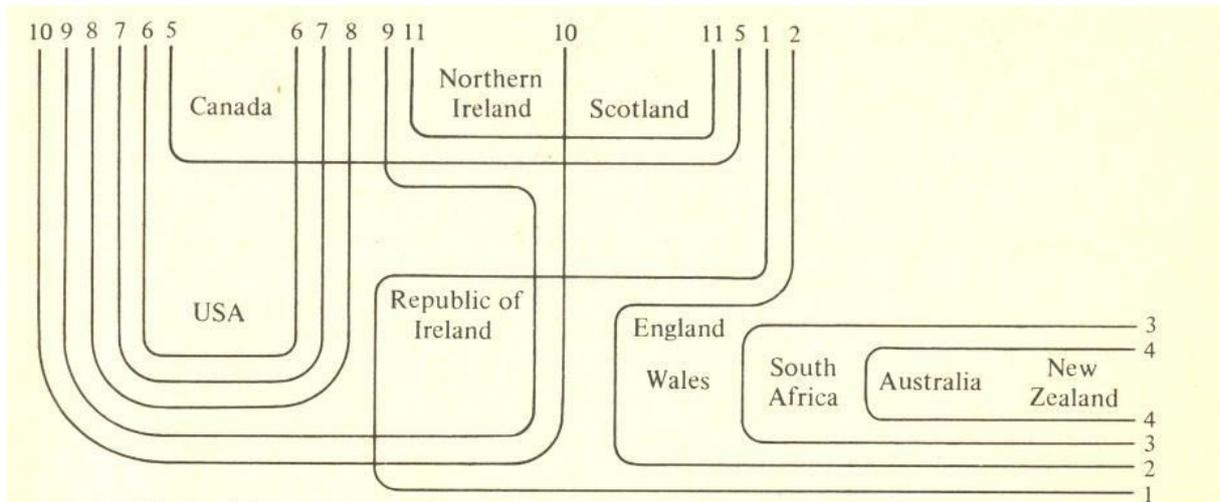 10 9 8 7 6 5 6 7 8 9 11 10 11 5 1 2
Northern
Ireland
Canada
Scotland
USA
Republic of
Ireland
England
Wales
South
Africa
Australia
New
Zealand
3
4
4
3
2
1